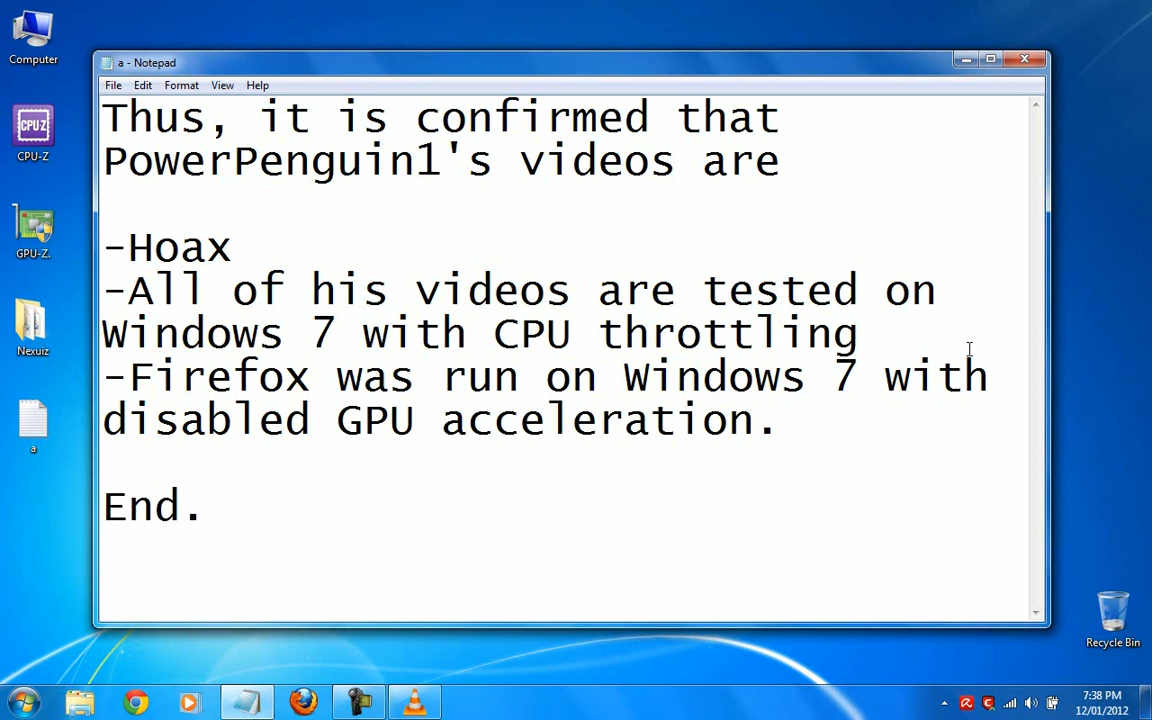 Computer
CPU-Z
CPU-Z
GPU-Z.
Nexuiz
a
a - Notepad
File Edit Format View Help
Thus, it is confirmed that
PowerPenguin1's videos are
-Hoax
-All of his videos are tested on
Windows 7 with CPU throttling
-Firefox was run on Windows 7 with
disabled GPU acceleration.
End.
Recycle Bin
7:38 PM
12/01/2012